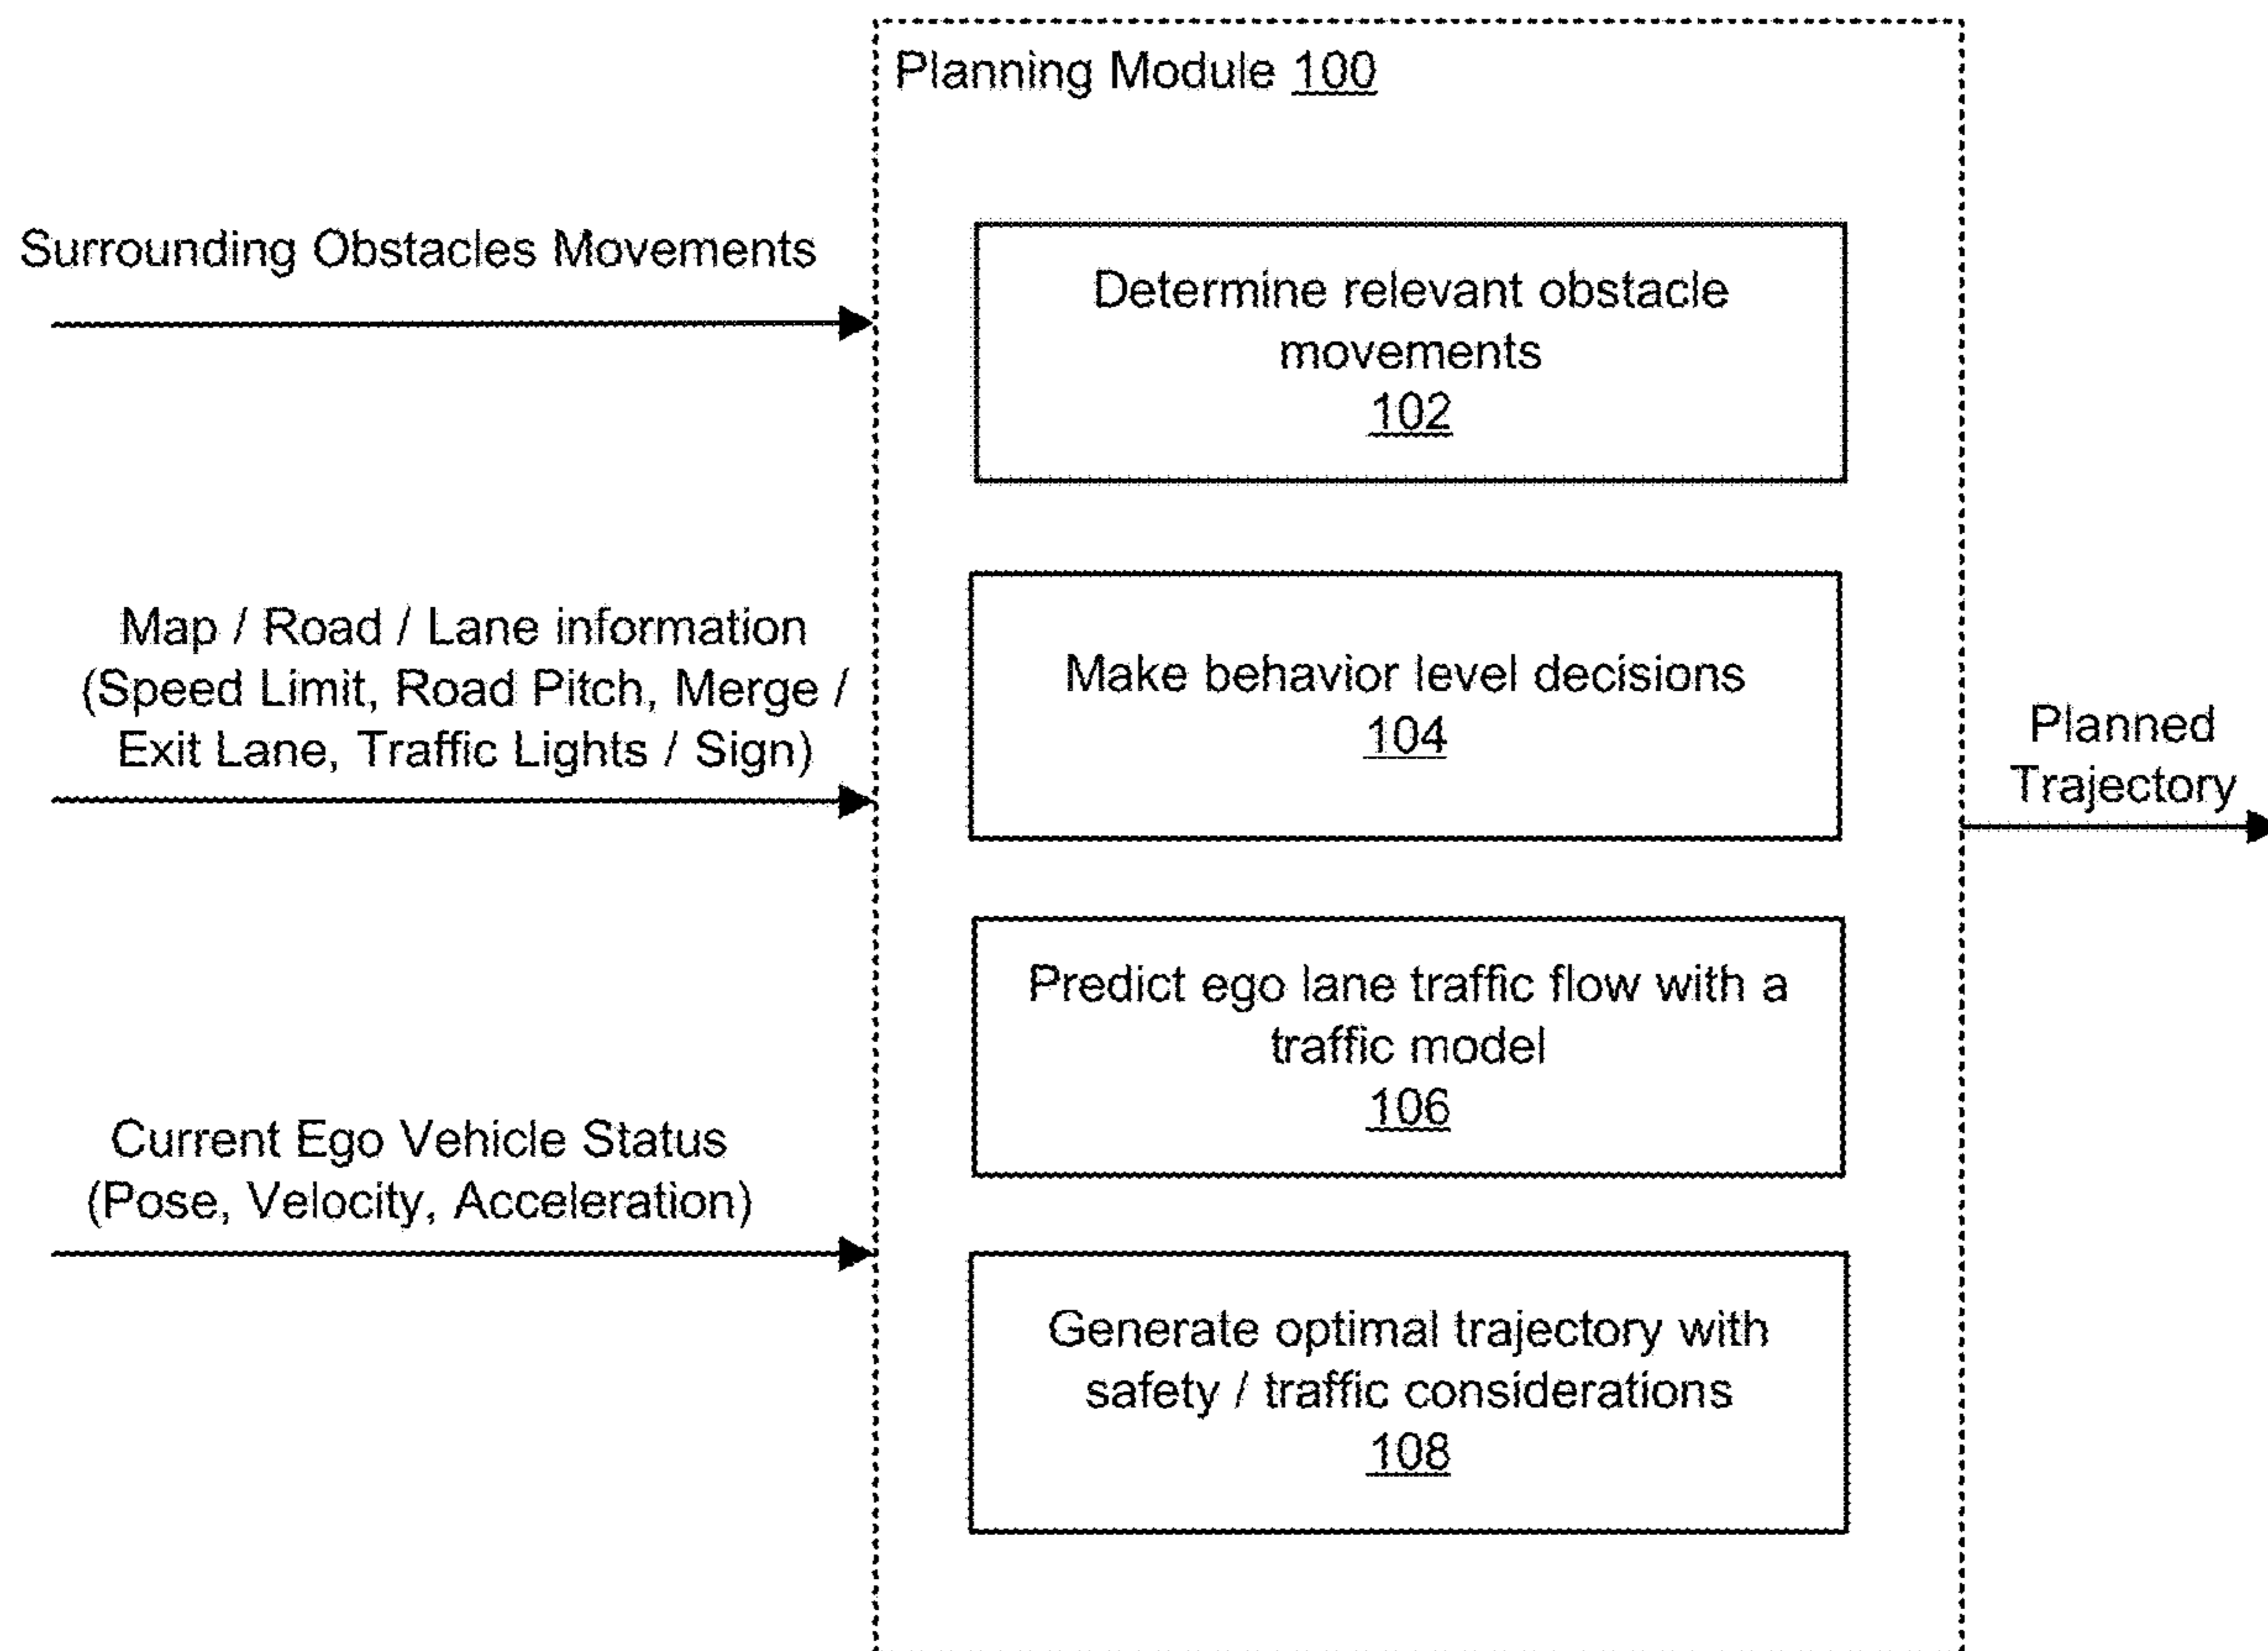 Planning Module 100
Surrounding Obstacles Movements
Determine relevant obstacle
movements
102
Map / Road / Lane information
(Speed Limit, Road Pitch, Merge /
Exit Lane, Traffic Lights / Sign)
Make behavior level decisions
104
Planned
Trajectory
Predict ego lane traffic flow with a
traffic model
106
Current Ego Vehicle Status
(Pose, Velocity, Acceleration)
Generate optimal trajectory with
safety / traffic considerations
108